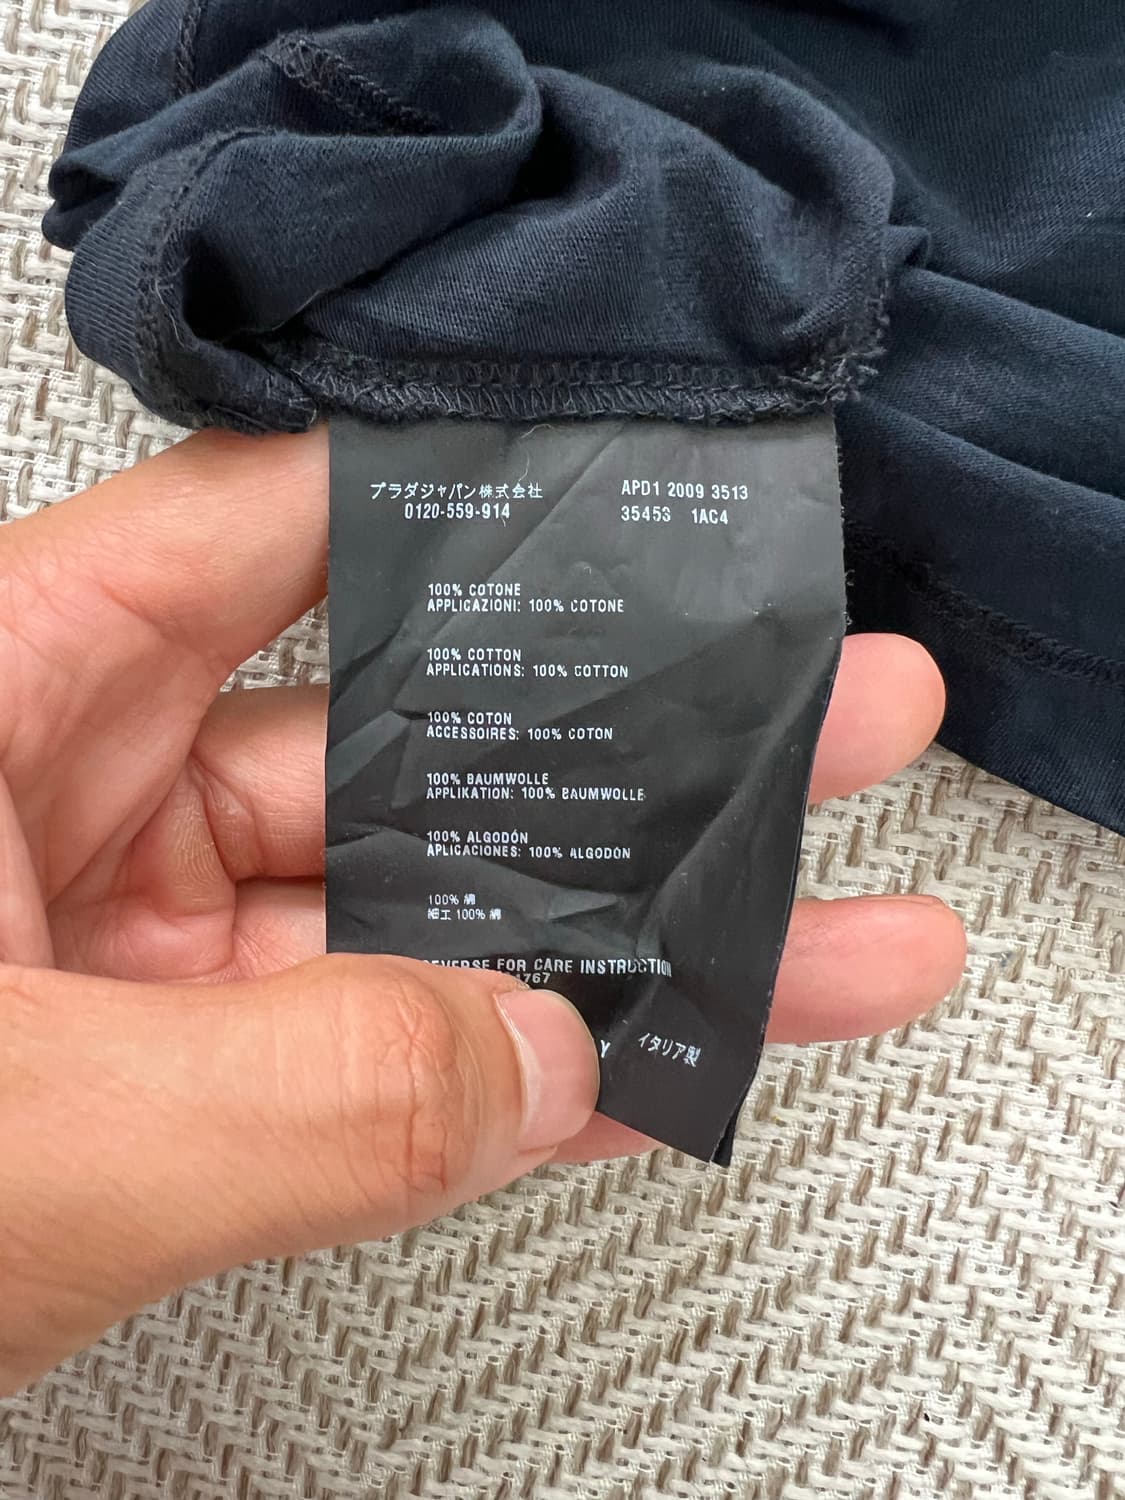 プラダジャパン株式会社
0120-559-914
APD1 2009 3513
35453 1AC4
100% COTONE
APPLICAZIONI: 100% COTONE
100% COTTON
APPLICATIONS: 100% COTTON
100% COTON
ACCESSOIRES: 100% COTON
100% BAUMWOLLE
APPLIKATION: 100% BAUMWOLLE
100% ALGODÓN
APLICACIONES: 100% ALGODÓN
100% 綿
細工 100% 綿
REVERSE FOR CARE INSTRUCTION
767
Y イタリア製